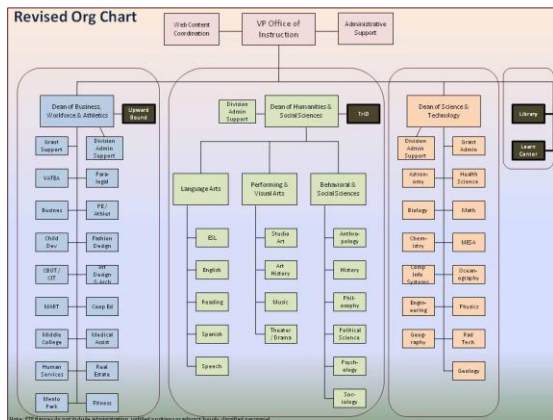 Revised Org Chart
Web Content
Coordination
VP Office of
Instruction
Administrative
Support
Dean of Business,
Workforce & Athletics
Upward
Bound
Grant
Support
Division
Admin
Support
VATEA
Para-
legal
Business
PE /
Athlet
Child
Dev
Fashion
Design
CBOT /
CIT
Int
Design
& Arch
MART
Coop Ed
Middle
College
Medical
Assist
Human
Services
Real
Estate
Menlo
Park
Fitness
Division
Admin
Support
Dean of Humanities &
Social Sciences
TriO
Language Arts
Performing &
Visual Arts
Behavioral &
Social Sciences
ESL
English
Reading
Spanish
Speech
Studio
Art
Art
History
Music
Theater
/ Drama
Anthro-
pology
History
Phil-
osophy
Political
Science
Psych-
ology
Soc-
iology
Dean of Science &
Technology
Division
Admin
Support
Grant
Admin
Astron-
omy
Health
Science
Biology
Math
Chem-
istry
MESA
Comp
Info
Systems
Ocean-
ography
Engin-
eering
Physics
Geog-
raphy
Rad
Tech
Geology
Library
Learn
Center